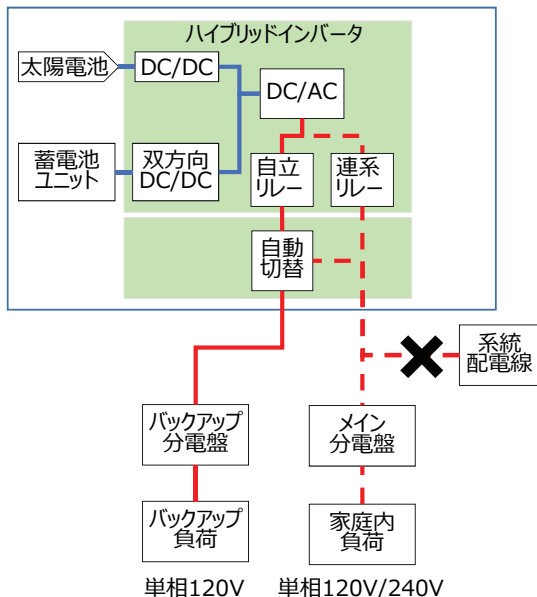 ハイブリッドインバータ
太陽電池
DC/DC
DC/AC
蓄電池
ユニット
双方向
DC/DC
自立
リレー
連系
リレー
自動
切替
系統
配電線
バックアップ
分電盤
メイン
分電盤
バックアップ
負荷
家庭内
負荷
単相120V
単相120V/240V